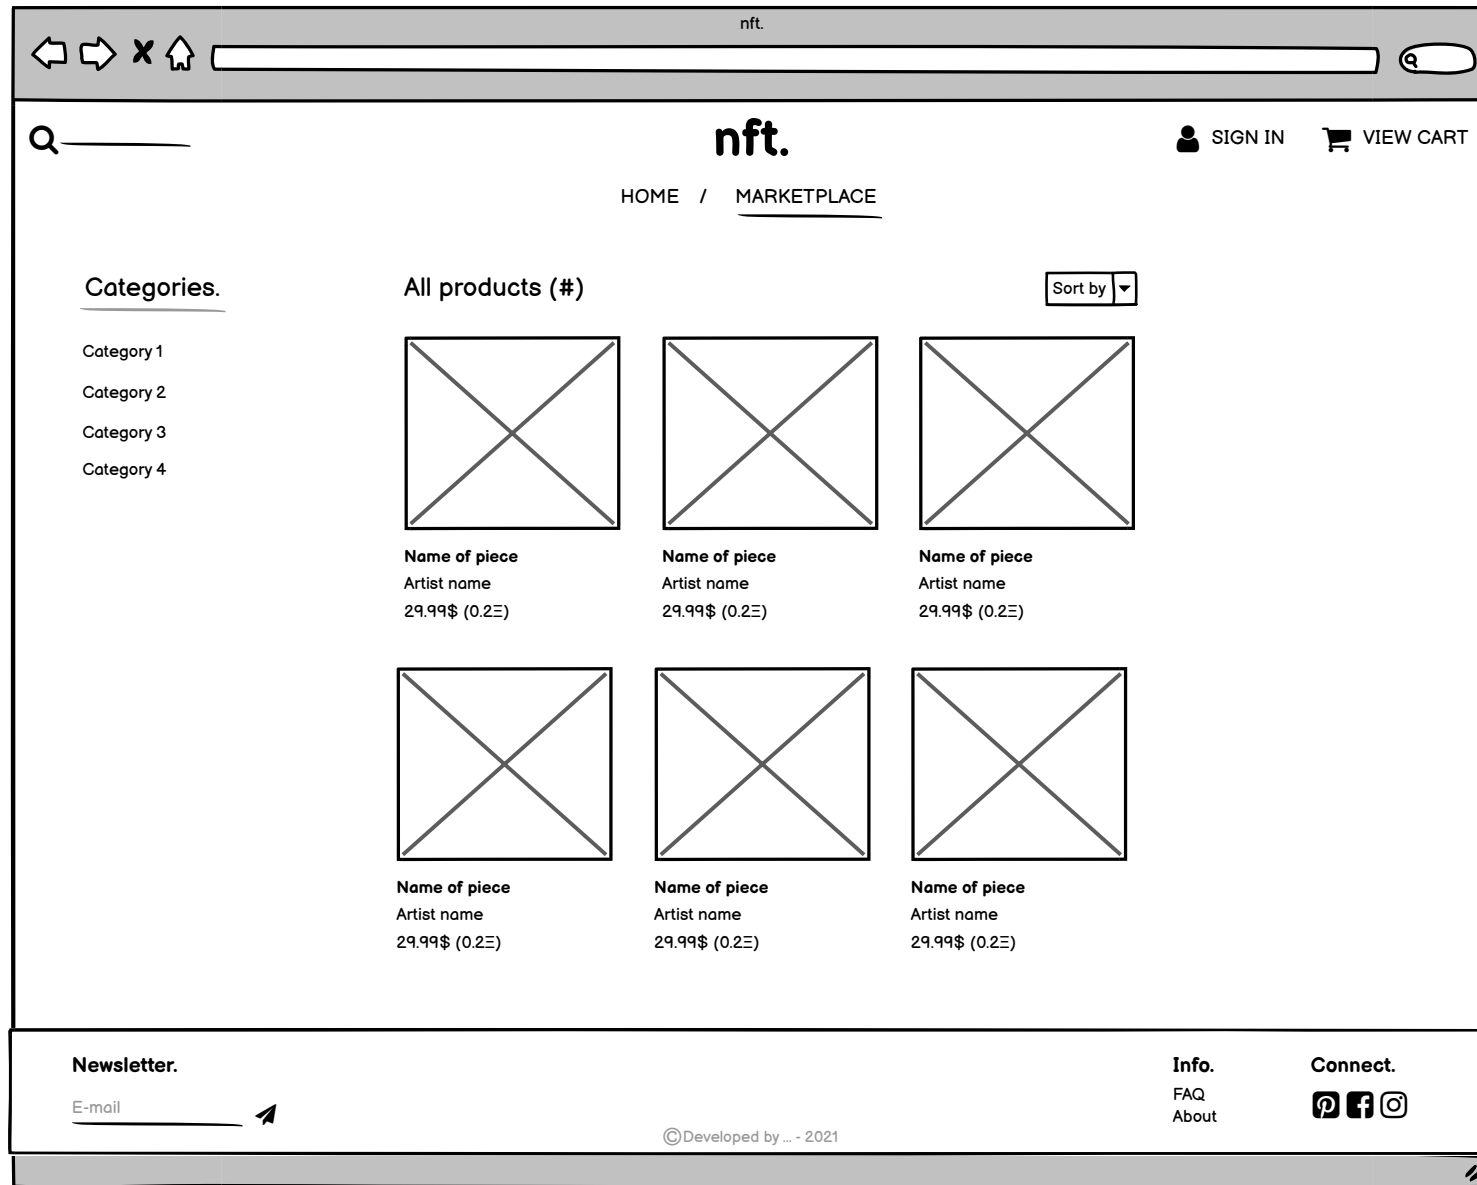 nft.
nft.
SIGN IN
VIEW CART
HOME / MARKETPLACE
Categories.
Category 1
Category 2
Category 3
Category 4
All products (#)
Sort by
Name of piece
Artist name
29.99$ (0.2Ξ)
Name of piece
Artist name
29.99$ (0.2Ξ)
Name of piece
Artist name
29.99$ (0.2Ξ)
Name of piece
Artist name
29.99$ (0.2Ξ)
Name of piece
Artist name
29.99$ (0.2Ξ)
Name of piece
Artist name
29.99$ (0.2Ξ)
Newsletter.
E-mail
©Developed by ... - 2021
Info.
FAQ
About
Connect.